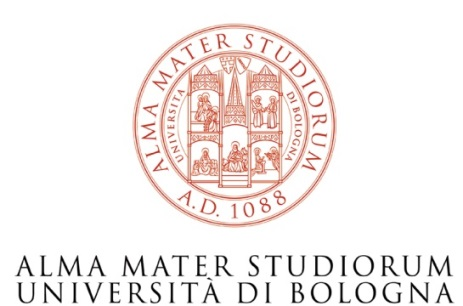 ALMA MATER STUDIORUM
UNIVERSITÀ DI BOLOGNA
A.D. 1088
ALMA MATER STUDIORUM
UNIVERSITÀ DI BOLOGNA